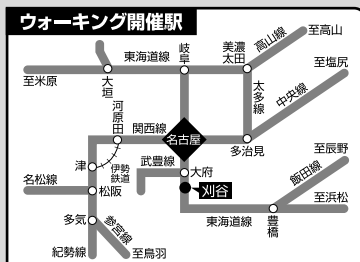 ウォーキング開催駅
岐阜
美濃太田
高山線
至高山
東海道線
至塩尻
至米原
大垣
太多線
中央線
河原田
関西線
名古屋
多治見
至辰野
津
伊勢鉄道
武豊線
大府
飯田線
名松線
松阪
刈谷
至浜松
多気
参宮線
東海道線
豊橋
紀勢線
至鳥羽